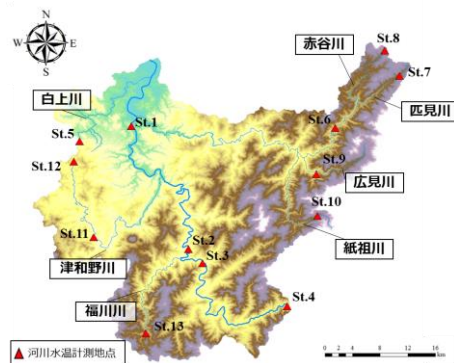 N
W
E
S
赤谷川
St.8
St.7
白上川
匹見川
St.1
St.6
St.5
St.12
St.9
広見川
St.10
St.11
紙祖川
St.2
津和野川
St.3
福川川
St.4
St.13
河川水温計測地点
0 2 4 8 12 16
km